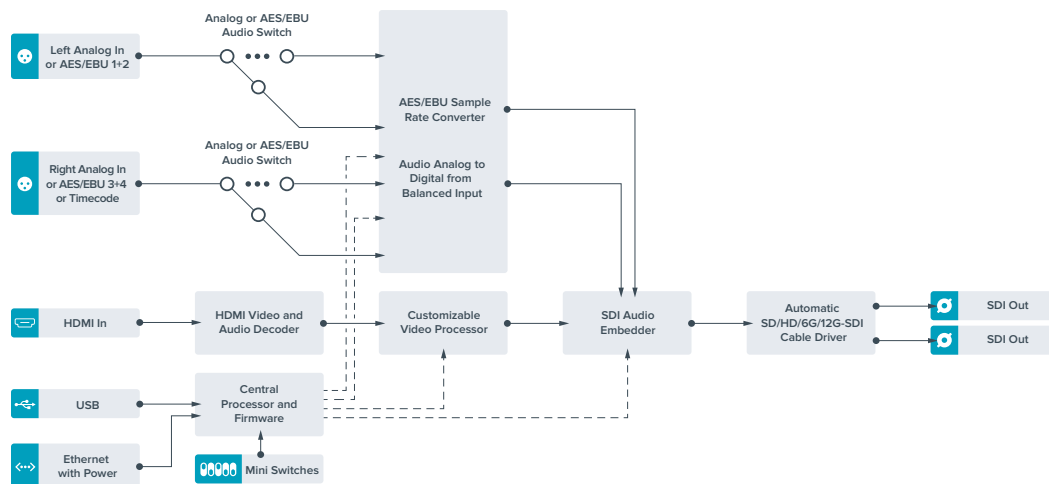 Analog or AES/EBU
Audio Switch
Left Analog In
or AES/EBU 1+2
AES/EBU Sample
Rate Converter
Analog or AES/EBU
Audio Switch
Right Analog In
or AES/EBU 3+4
or Timecode
Audio Analog to
Digital from
Balanced Input
HDMI In
HDMI Video and
Audio Decoder
Customizable
Video Processor
SDI Audio
Embedder
Automatic
SD/HD/6G/12G-SDI
Cable Driver
SDI Out
SDI Out
USB
Central
Processor and
Firmware
Ethernet
with Power
Mini Switches